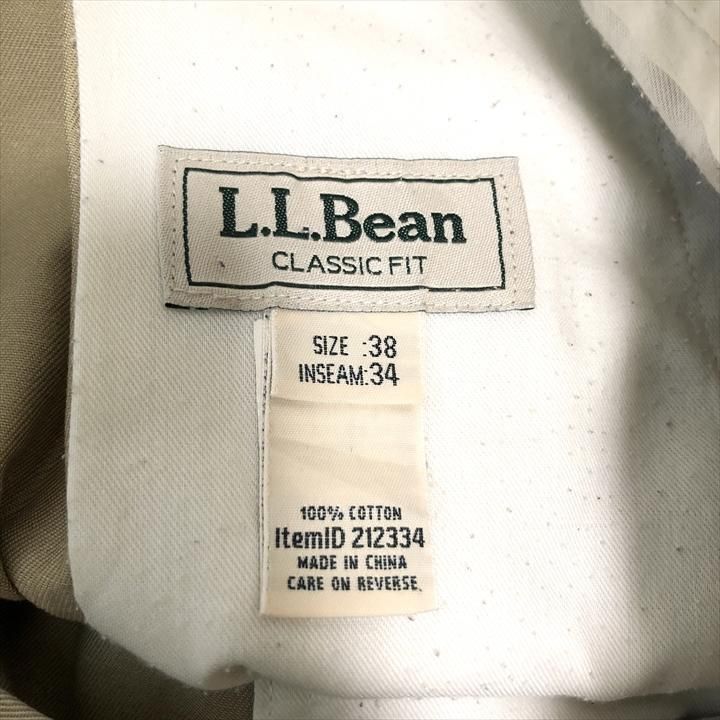 L.L.Bean
CLASSIC FIT
SIZE :38
INSEAM:34
100% COTTON
ItemID 212334
MADE IN CHINA
CARE ON REVERSE.